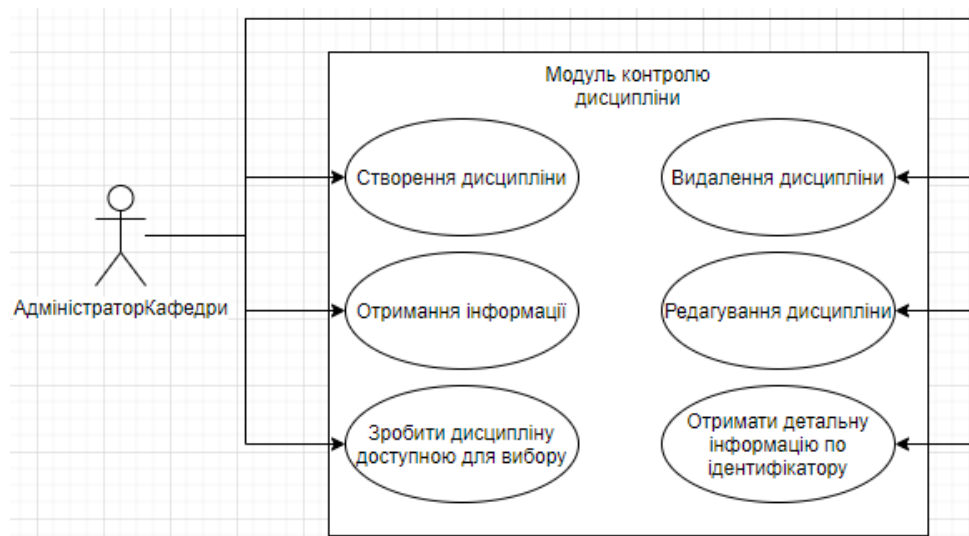 Модуль контролю
дисципліни
Створення дисципліни
Видалення дисципліни
АдміністраторКафедри
Отримання інформації
Редагування дисципліни
Зробити дисципліну
доступною для вибору
Отримати детальну
інформацію по
ідентифікатору